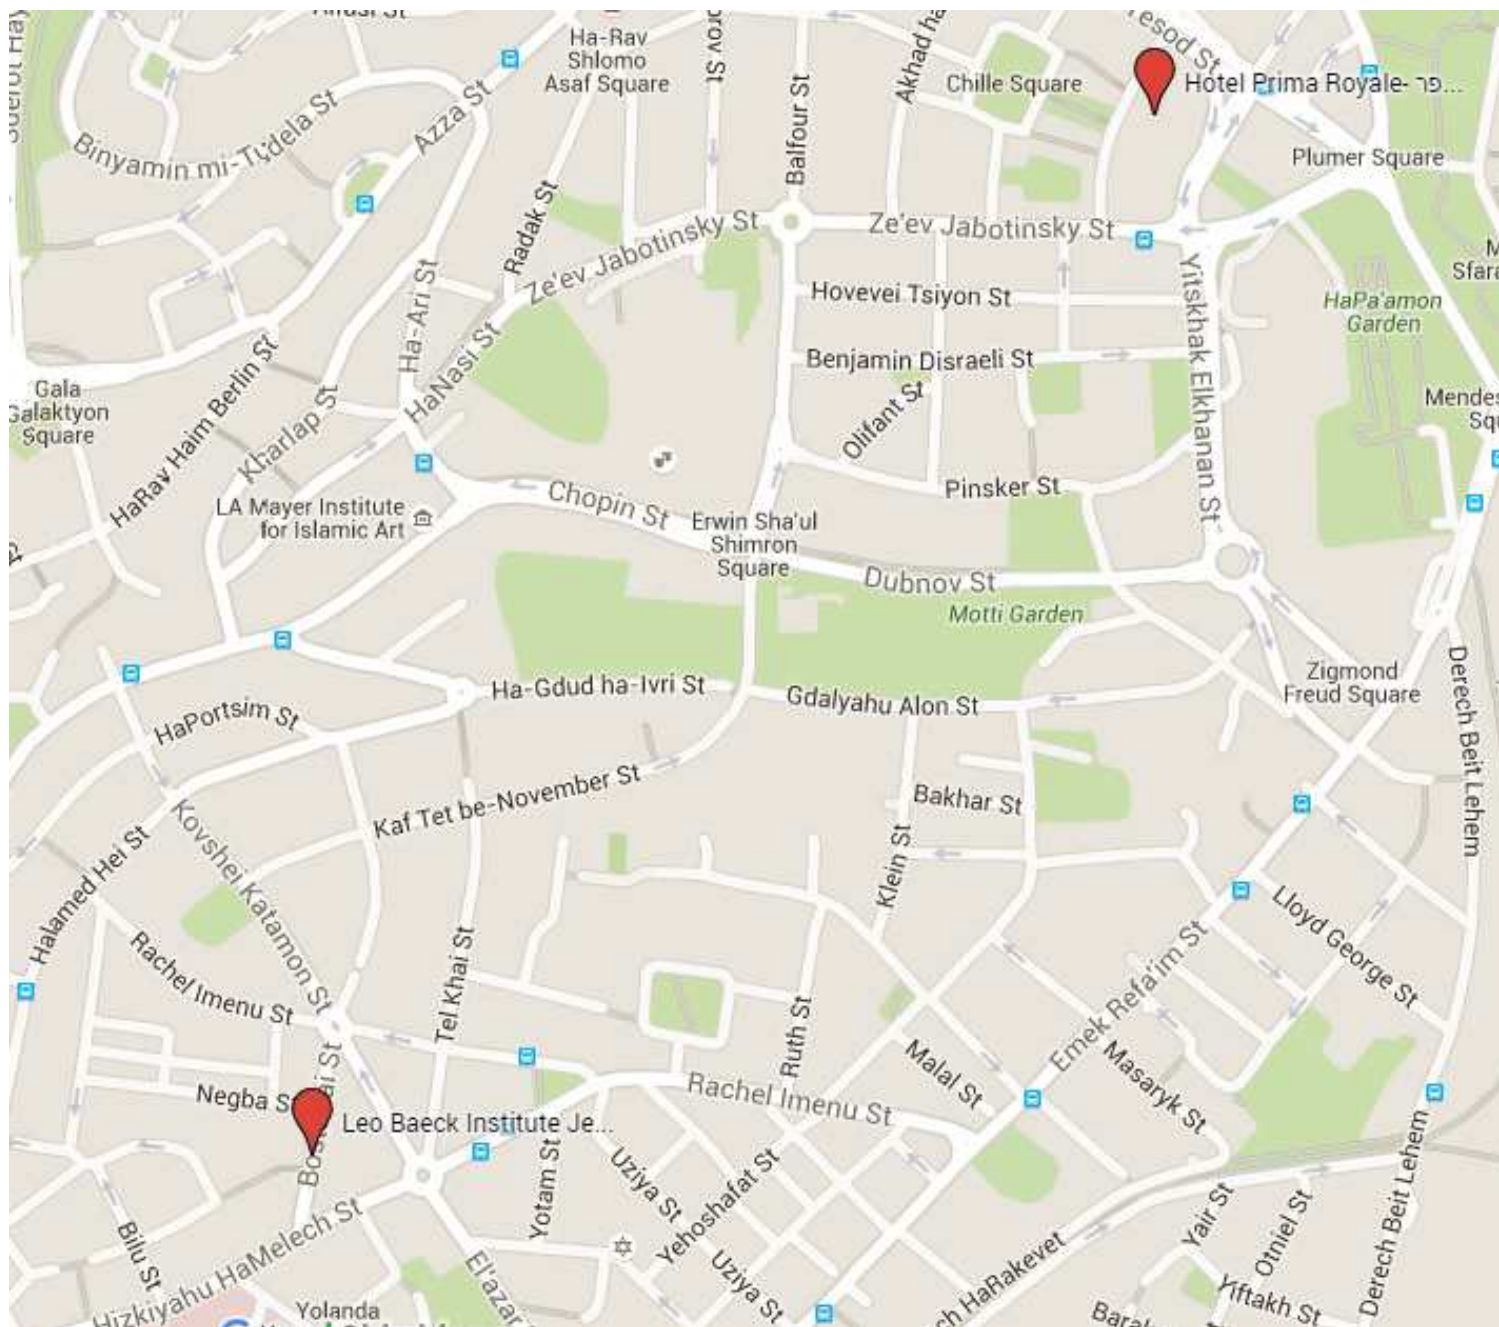 Ha-Rav
Shlomo
Asaf Square
Chille Square
Yesod St
Hotel Prima Royale- פר...
Plumer Square
Binyamin mi-Tudela St
Azza St
Balfour St
Akhad ha
Radak St
Ze'ev Jabotinsky St
Ze'ev Jabotinsky St
Hovevei Tsiyon St
HaPa'amon
Garden
Ha-Ari St
HaNasi St
Benjamin Disraeli St
Yitskhak Elkhanan St
Gala
Galaktyon
Square
HaRav Haim Berlin St
Kharlap St
Olifant St
Pinsker St
LA Mayer Institute
for Islamic Art
Chopin St
Erwin Sha'ul
Shimron
Square
Dubnov St
Motti Garden
Zigmond
Freud Square
Derech Beit Lehem
Ha-Gdud ha-Ivri St
Gdalyahu Alon St
HaPortsim St
Kaf Tet be-November St
Bakhar St
Klein St
Kovshei Katamon St
Halamed Hei St
Lloyd George St
Rachel Imenu St
Tel Khai St
Ruth St
Emek Refa'im St
Malal St
Masaryk St
Rachel Imenu St
Negba S
Leo Baeck Institute Je...
Yotam St
Uziya St
Yehoshafat St
Uziya St
Bilu St
Hizkiyahu HaMelech St
El'azar
Yolanda
ch HaRakevet
Yair St
Otniel St
Yiftakh St
Derech Beit Lehem